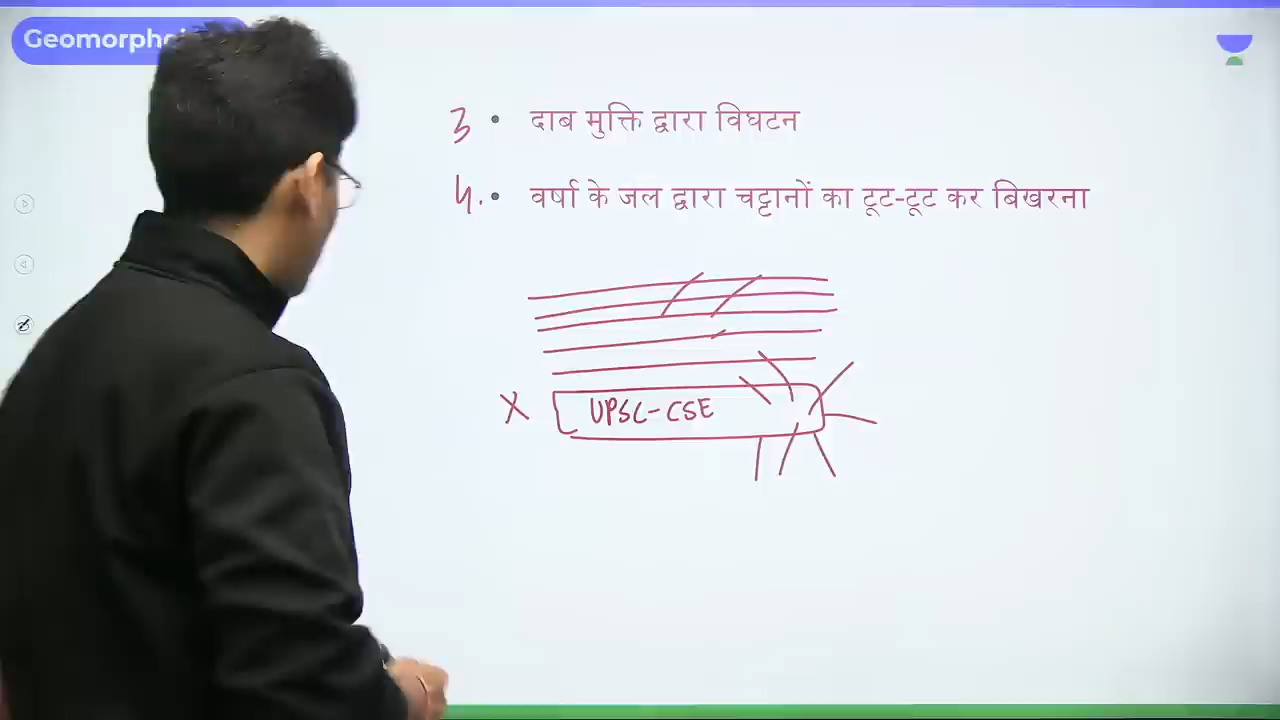 Geomorpho
3 • दाब मुक्ति द्वारा विघटन
4. • वर्षा के जल द्वारा चट्टानों का टूट-टूट कर बिखरना
X UPSC-CSE